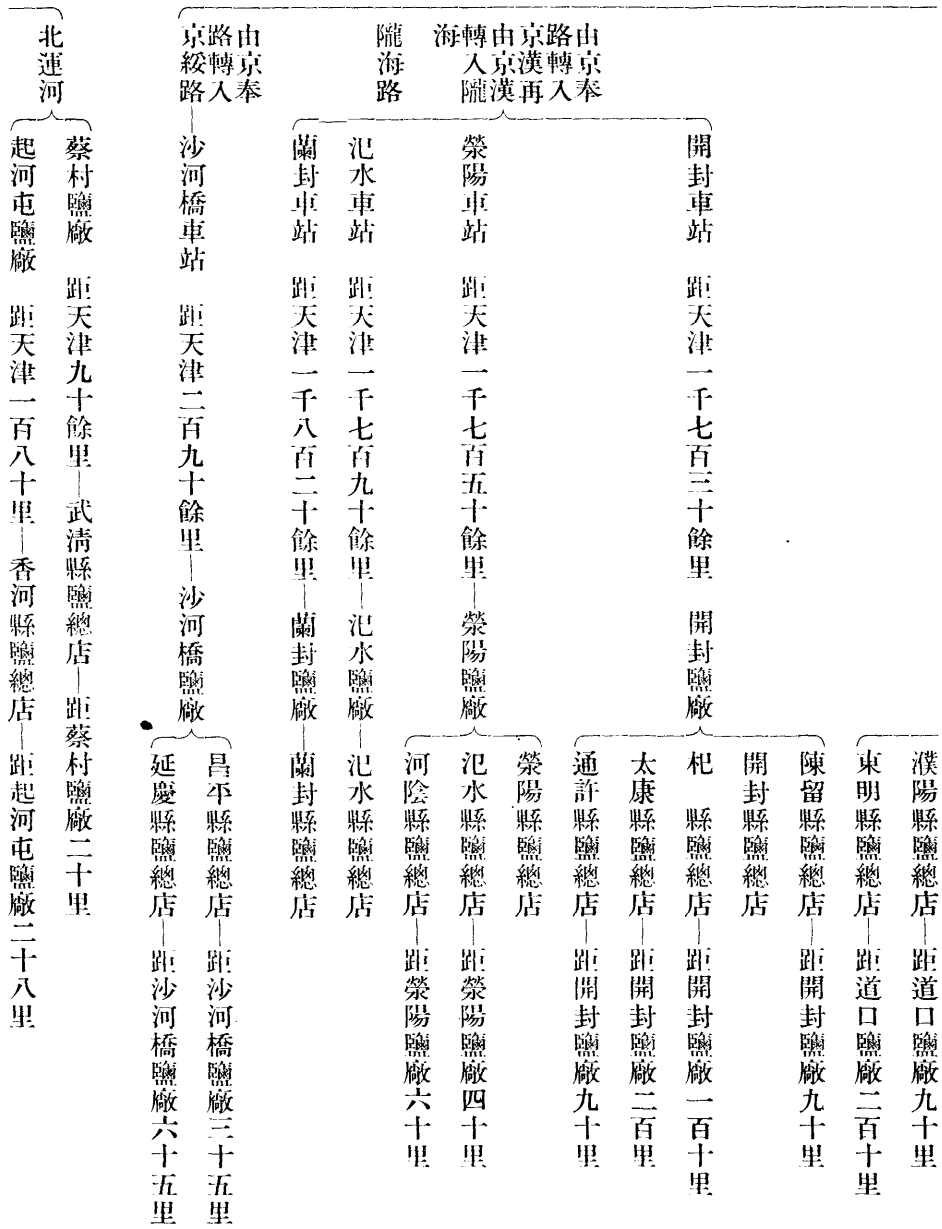 濮陽縣鹽總店—距道口鹽廠九十里
東明縣鹽總店—距道口鹽廠二百十里
由京奉
路轉入
京漢再
由京漢
轉入隴
海
隴海路
開封車站 距天津一千七百三十餘里 開封鹽廠
陳留縣鹽總店—距開封鹽廠九十里
開封鹽總店
杞 縣鹽總店—距開封鹽廠一百十里
太康縣鹽總店—距開封鹽廠二百里
通許縣鹽總店—距開封鹽廠九十里
滎陽車站 距天津一千七百五十餘里—滎陽鹽廠
滎陽縣鹽總店
汜水縣鹽總店—距滎陽鹽廠四十里
河陰縣鹽總店—距滎陽鹽廠六十里
汜水車站 距天津一千七百九十餘里—汜水鹽廠—汜水縣鹽總店
蘭封車站 距天津一千八百二十餘里—蘭封鹽廠—蘭封縣鹽總店
由京奉
路轉入
京綏路—沙河橋車站 距天津二百九十餘里—沙河橋鹽廠
昌平縣鹽總店—距沙河橋鹽廠三十五里
延慶縣鹽總店—距沙河橋鹽廠六十五里
北運河
蔡村鹽廠 距天津九十餘里—武清縣鹽總店—距蔡村鹽廠二十里
起河屯鹽廠 距天津一百八十里—香河縣鹽總店—距起河屯鹽廠二十八里